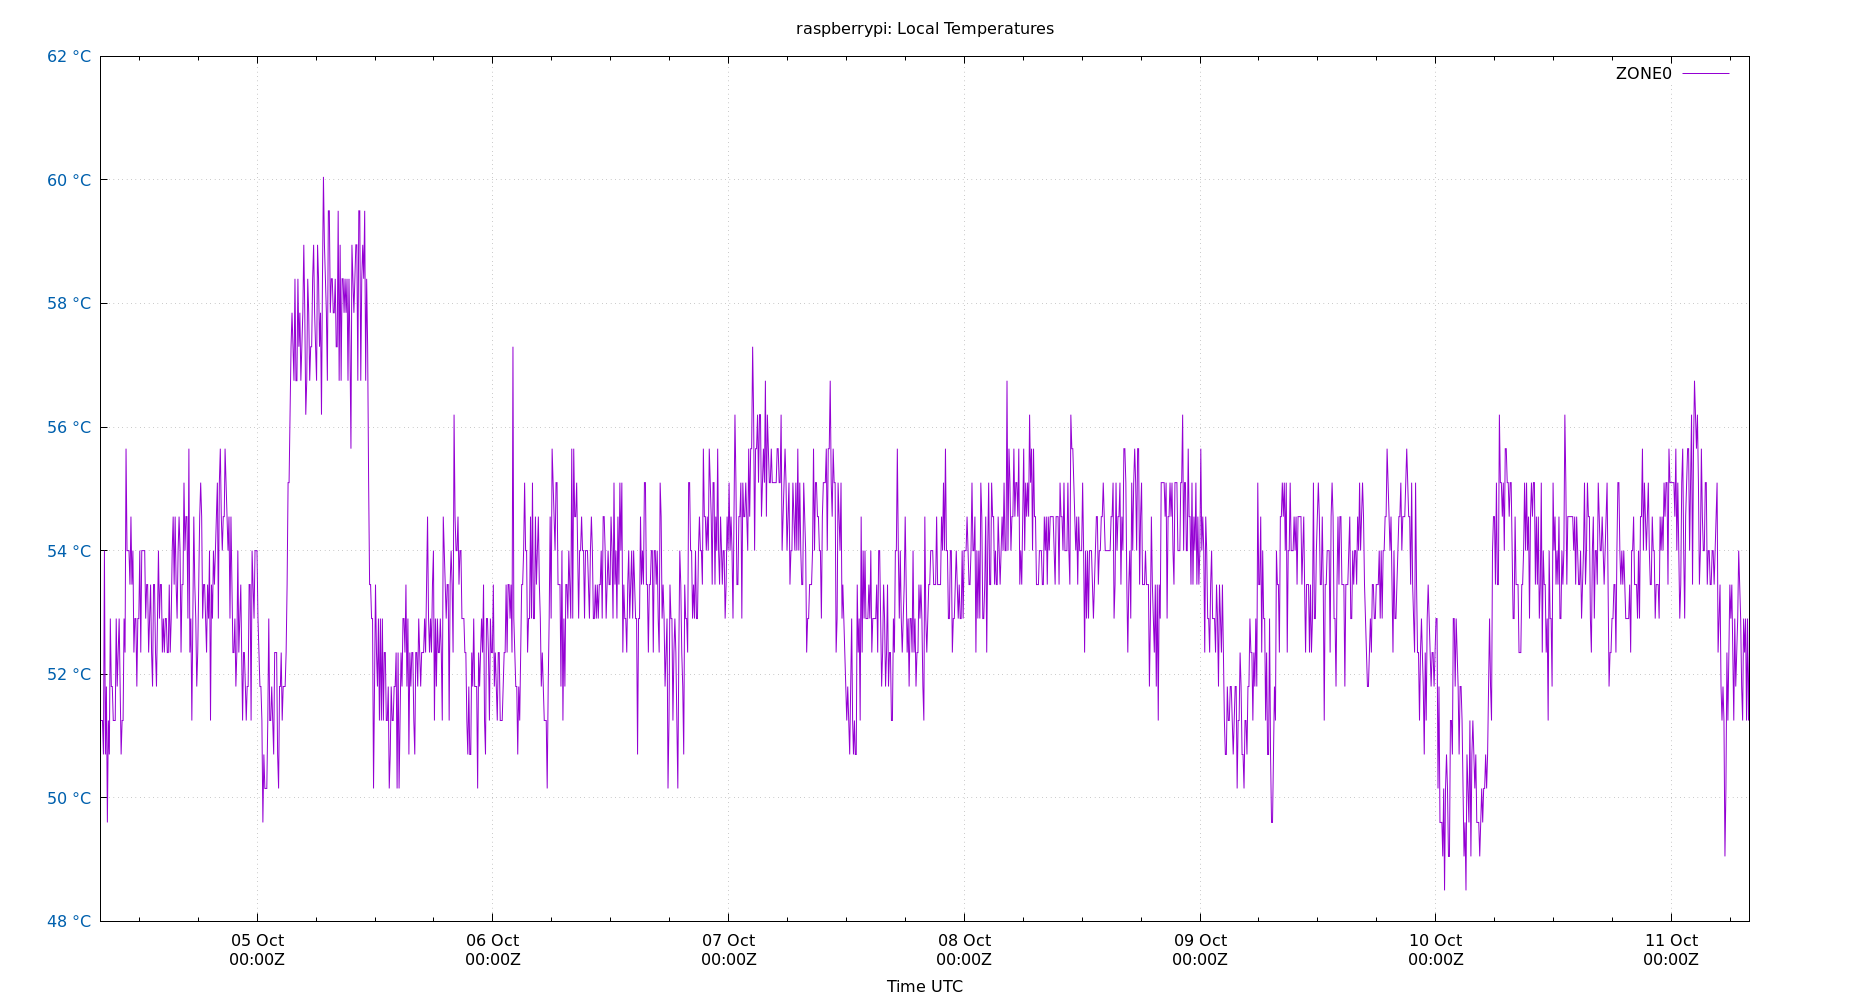 raspberrypi: Local Temperatures
62 °C
ZONE0
60 °C
58 °C
56 °C
54 °C
52 °C
50 °C
48 °C
05 Oct 06 Oct 07 Oct 08 Oct 09 Oct 10 Oct 11 Oct
00:00Z 00:00Z 00:00Z 00:00Z 00:00Z 00:00Z 00:00Z
Time UTC